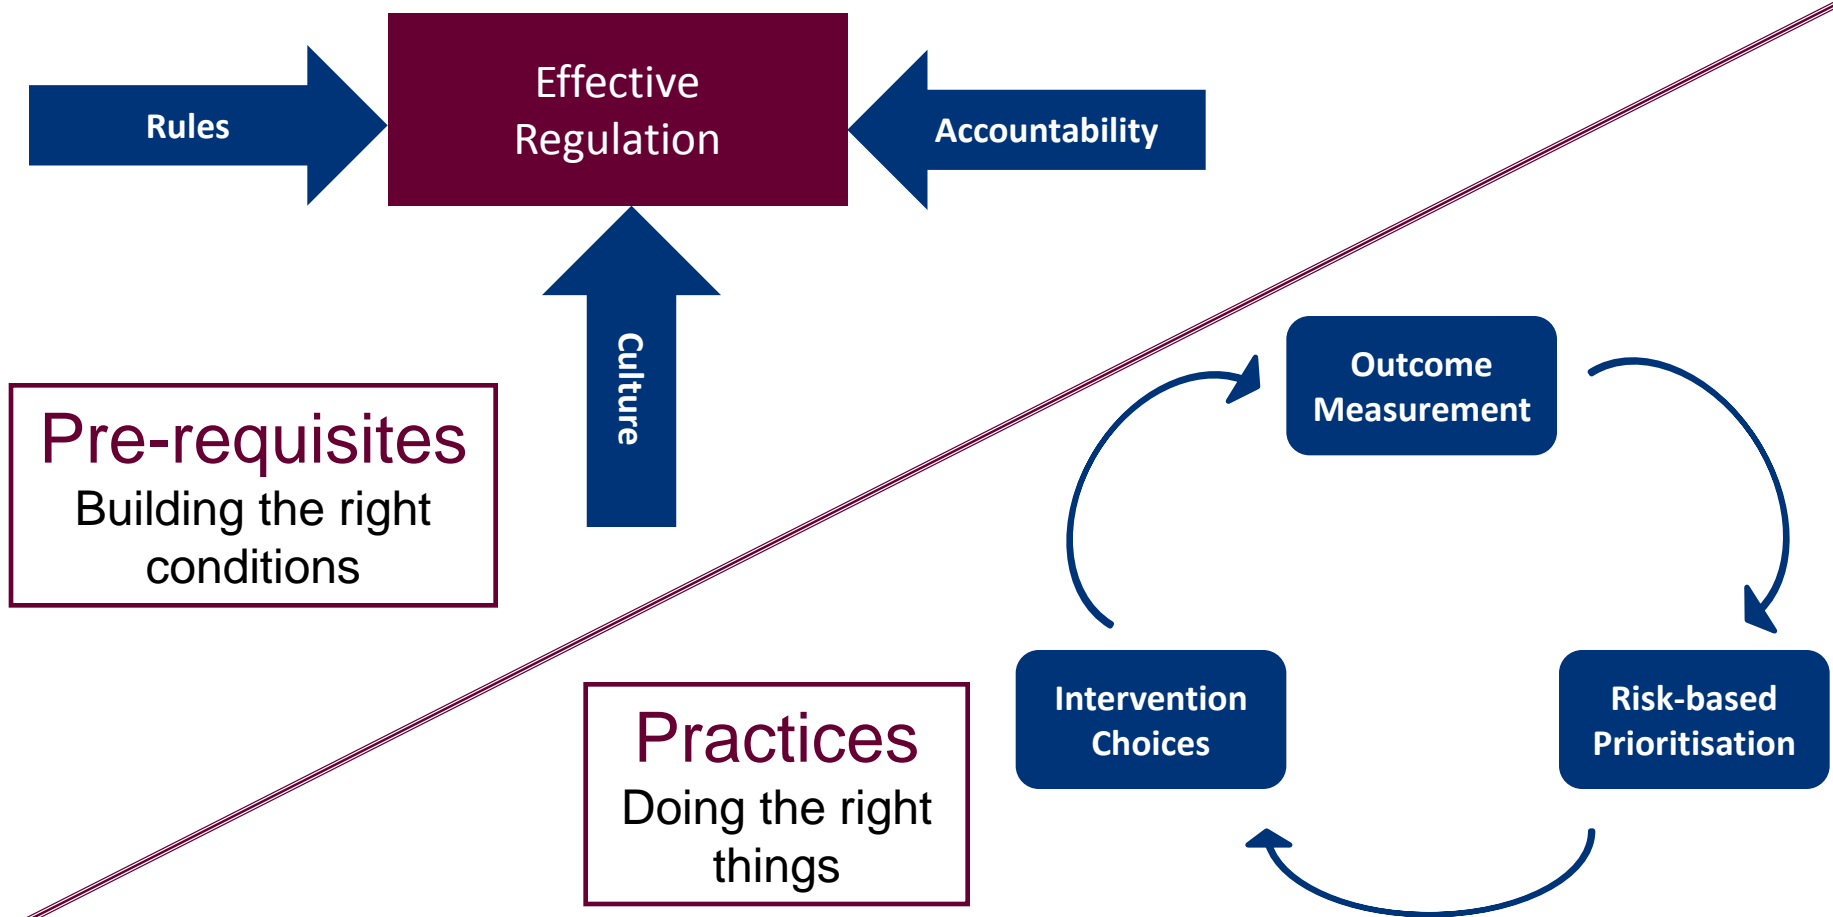 Effective
Regulation
Rules
Accountability
Culture
Pre-requisites
Building the right
conditions
Outcome
Measurement
Intervention
Choices
Risk-based
Prioritisation
Practices
Doing the right
things